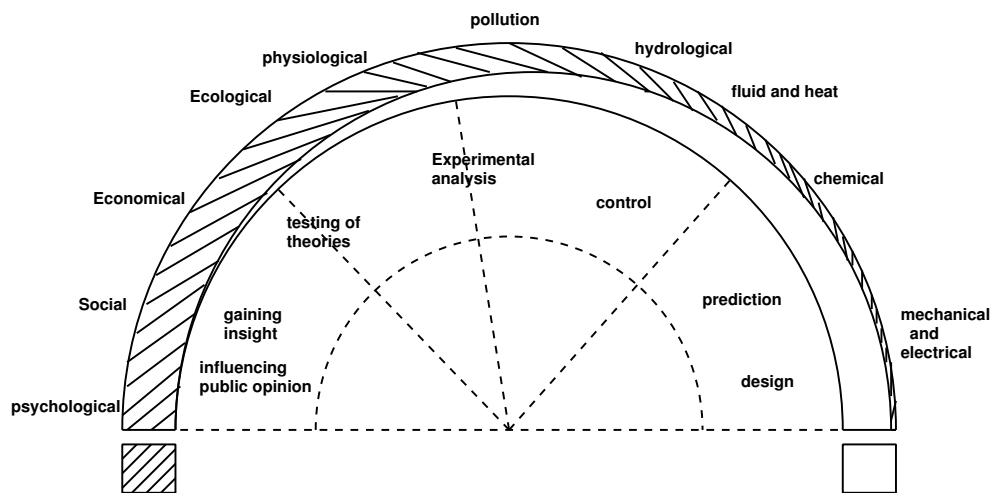 pollution
physiological
hydrological
Ecological
fluid and heat
Experimental
analysis
chemical
Economical
control
testing of
theories
Social
prediction
gaining
insight
mechanical
and
electrical
influencing
public opinion
design
psychological